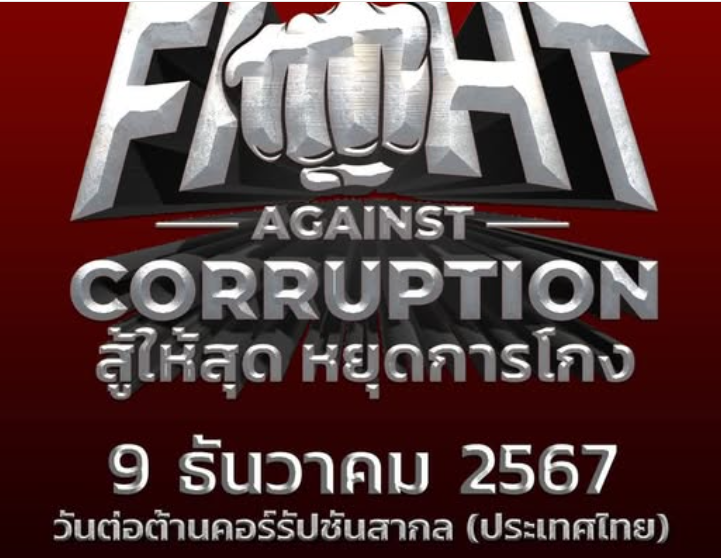 FIGHT
AGAINST
CORRUPTION
สู้ให้สุด หยุดการโกง
9 ธันวาคม 2567
วันต่อต้านคอร์รัปชันสากล (ประเทศไทย)